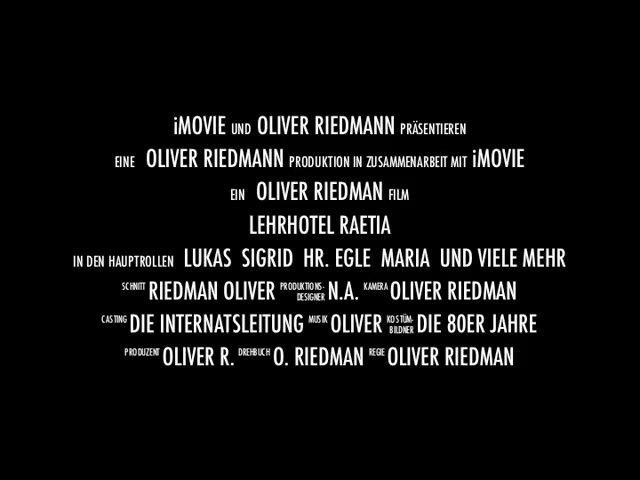 iMOVIE UND OLIVER RIEDMANN PRÄSENTIEREN
EINE OLIVER RIEDMANN PRODUKTION IN ZUSAMMENARBEIT MIT iMOVIE
EIN OLIVER RIEDMAN FILM
LEHRHOTEL RAETIA
IN DEN HAUPTROLLEN LUKAS SIGRID HR. EGLE MARIA UND VIELE MEHR
SCHNITT RIEDMAN OLIVER PRODUKTIONS-DESIGNER N.A. KAMERA OLIVER RIEDMAN
CASTING DIE INTERNATSLEITUNG MUSIK OLIVER KOSTÜM-BILDNER DIE 80ER JAHRE
PRODUZENT OLIVER R. DREHBUCH O. RIEDMAN REGIE OLIVER RIEDMAN